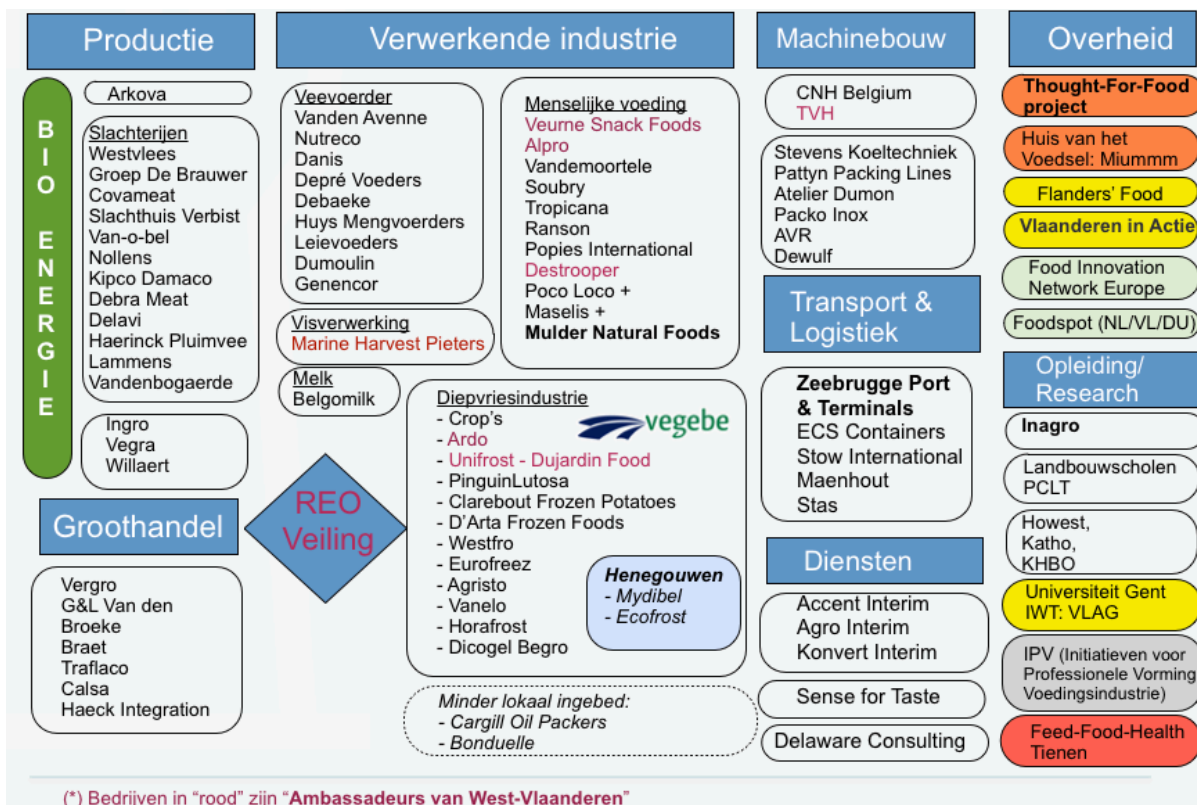 Productie
BIO ENERGIE
Arkova
Slachterijen
Westvlees
Groep De Brauwer
Covameat
Slachthuis Verbist
Van-o-bel
Nollens
Kipco Damaco
Debra Meat
Delavi
Haerinck Pluimvee
Lammens
Vandenbogaerde
Ingro
Vegra
Willaert
Groothandel
Vergro
G&L Van den
Broeke
Braet
Traflaco
Calsa
Haeck Integration
Verwerkende industrie
Veevoerder
Vanden Avenne
Nutreco
Danis
Depré Voeders
Debaeke
Huys Mengvoerders
Leievoeders
Dumoulin
Genencor
Visverwerking
Marine Harvest Pieters
Melk
Belgomilk
REO
Veiling
Menselijke voeding
Veurne Snack Foods
Alpro
Vandemoortele
Soubry
Tropicana
Ranson
Popies International
Destrooper
Poco Loco +
Maselis +
Mulder Natural Foods
Diepvriesindustrie
vegebe
- Crop's
- Ardo
- Unifrost - Dujardin Food
- PinguinLutosa
- Clarebout Frozen Potatoes
- D'Arta Frozen Foods
- Westfro
- Eurofreez
- Agristo
- Vanelo
- Horafrost
- Dicogel Begro
Henegouwen
- Mydibel
- Ecofrost
Minder lokaal ingebed:
- Cargill Oil Packers
- Bonduelle
Machinebouw
CNH Belgium
TVH
Stevens Koeltechniek
Pattyn Packing Lines
Atelier Dumon
Packo Inox
AVR
Dewulf
Transport &
Logistiek
Zeebrugge Port
& Terminals
ECS Containers
Stow International
Maenhout
Stas
Diensten
Accent Interim
Agro Interim
Konvert Interim
Sense for Taste
Delaware Consulting
Overheid
Thought-For-Food
project
Huis van het
Voedsel: Miummm
Flanders' Food
Vlaanderen in Actie
Food Innovation
Network Europe
Foodspot (NL/VL/DU)
Opleiding/
Research
Inagro
Landbouwscholen
PCLT
Howest,
Katho,
KHBO
Universiteit Gent
IWT: VLAG
IPV (Initiatieven voor
Professionele Vorming
Voedingsindustrie)
Feed-Food-Health
Tienen
(*) Bedrijven in "rood" zijn "Ambassadeurs van West-Vlaanderen"